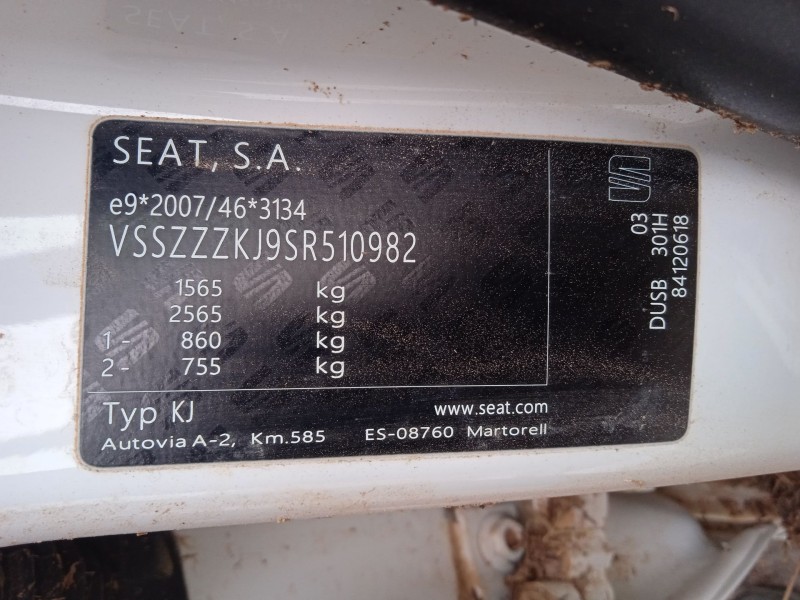 SEAT, S.A.
e9*2007/46*3134
VSSZZZKJ9SR510982
1565 kg
2565 kg
1- 860 kg
2- 755 kg
Typ KJ
www.seat.com
Autovia A-2, Km.585 ES-08760 Martorell
03
DUSB 301H
84120618